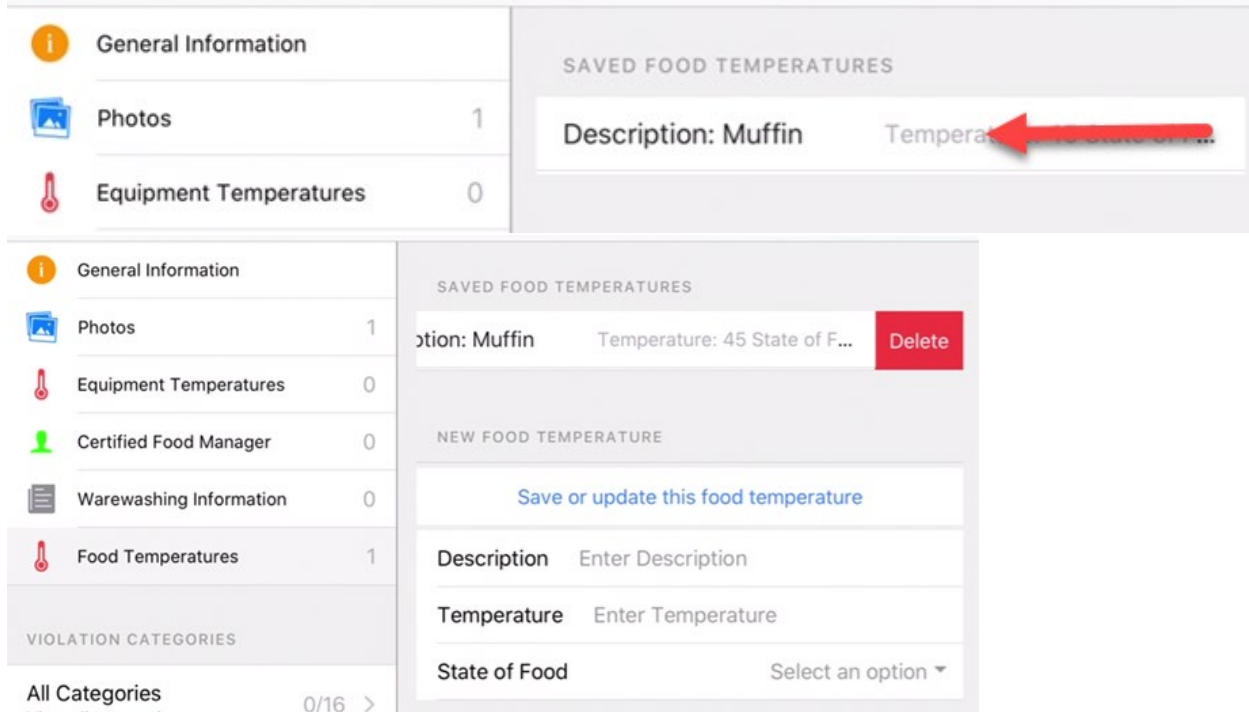 General Information
Photos 1
Equipment Temperatures 0
SAVED FOOD TEMPERATURES
Description: Muffin
General Information
Photos 1
Equipment Temperatures 0
Certified Food Manager 0
Warewashing Information 0
Food Temperatures 1
VIOLATION CATEGORIES
All Categories 0/16 >
SAVED FOOD TEMPERATURES
ption: Muffin Temperature: 45 State of F... Delete
NEW FOOD TEMPERATURE
Save or update this food temperature
Description Enter Description
Temperature Enter Temperature
State of Food Select an option